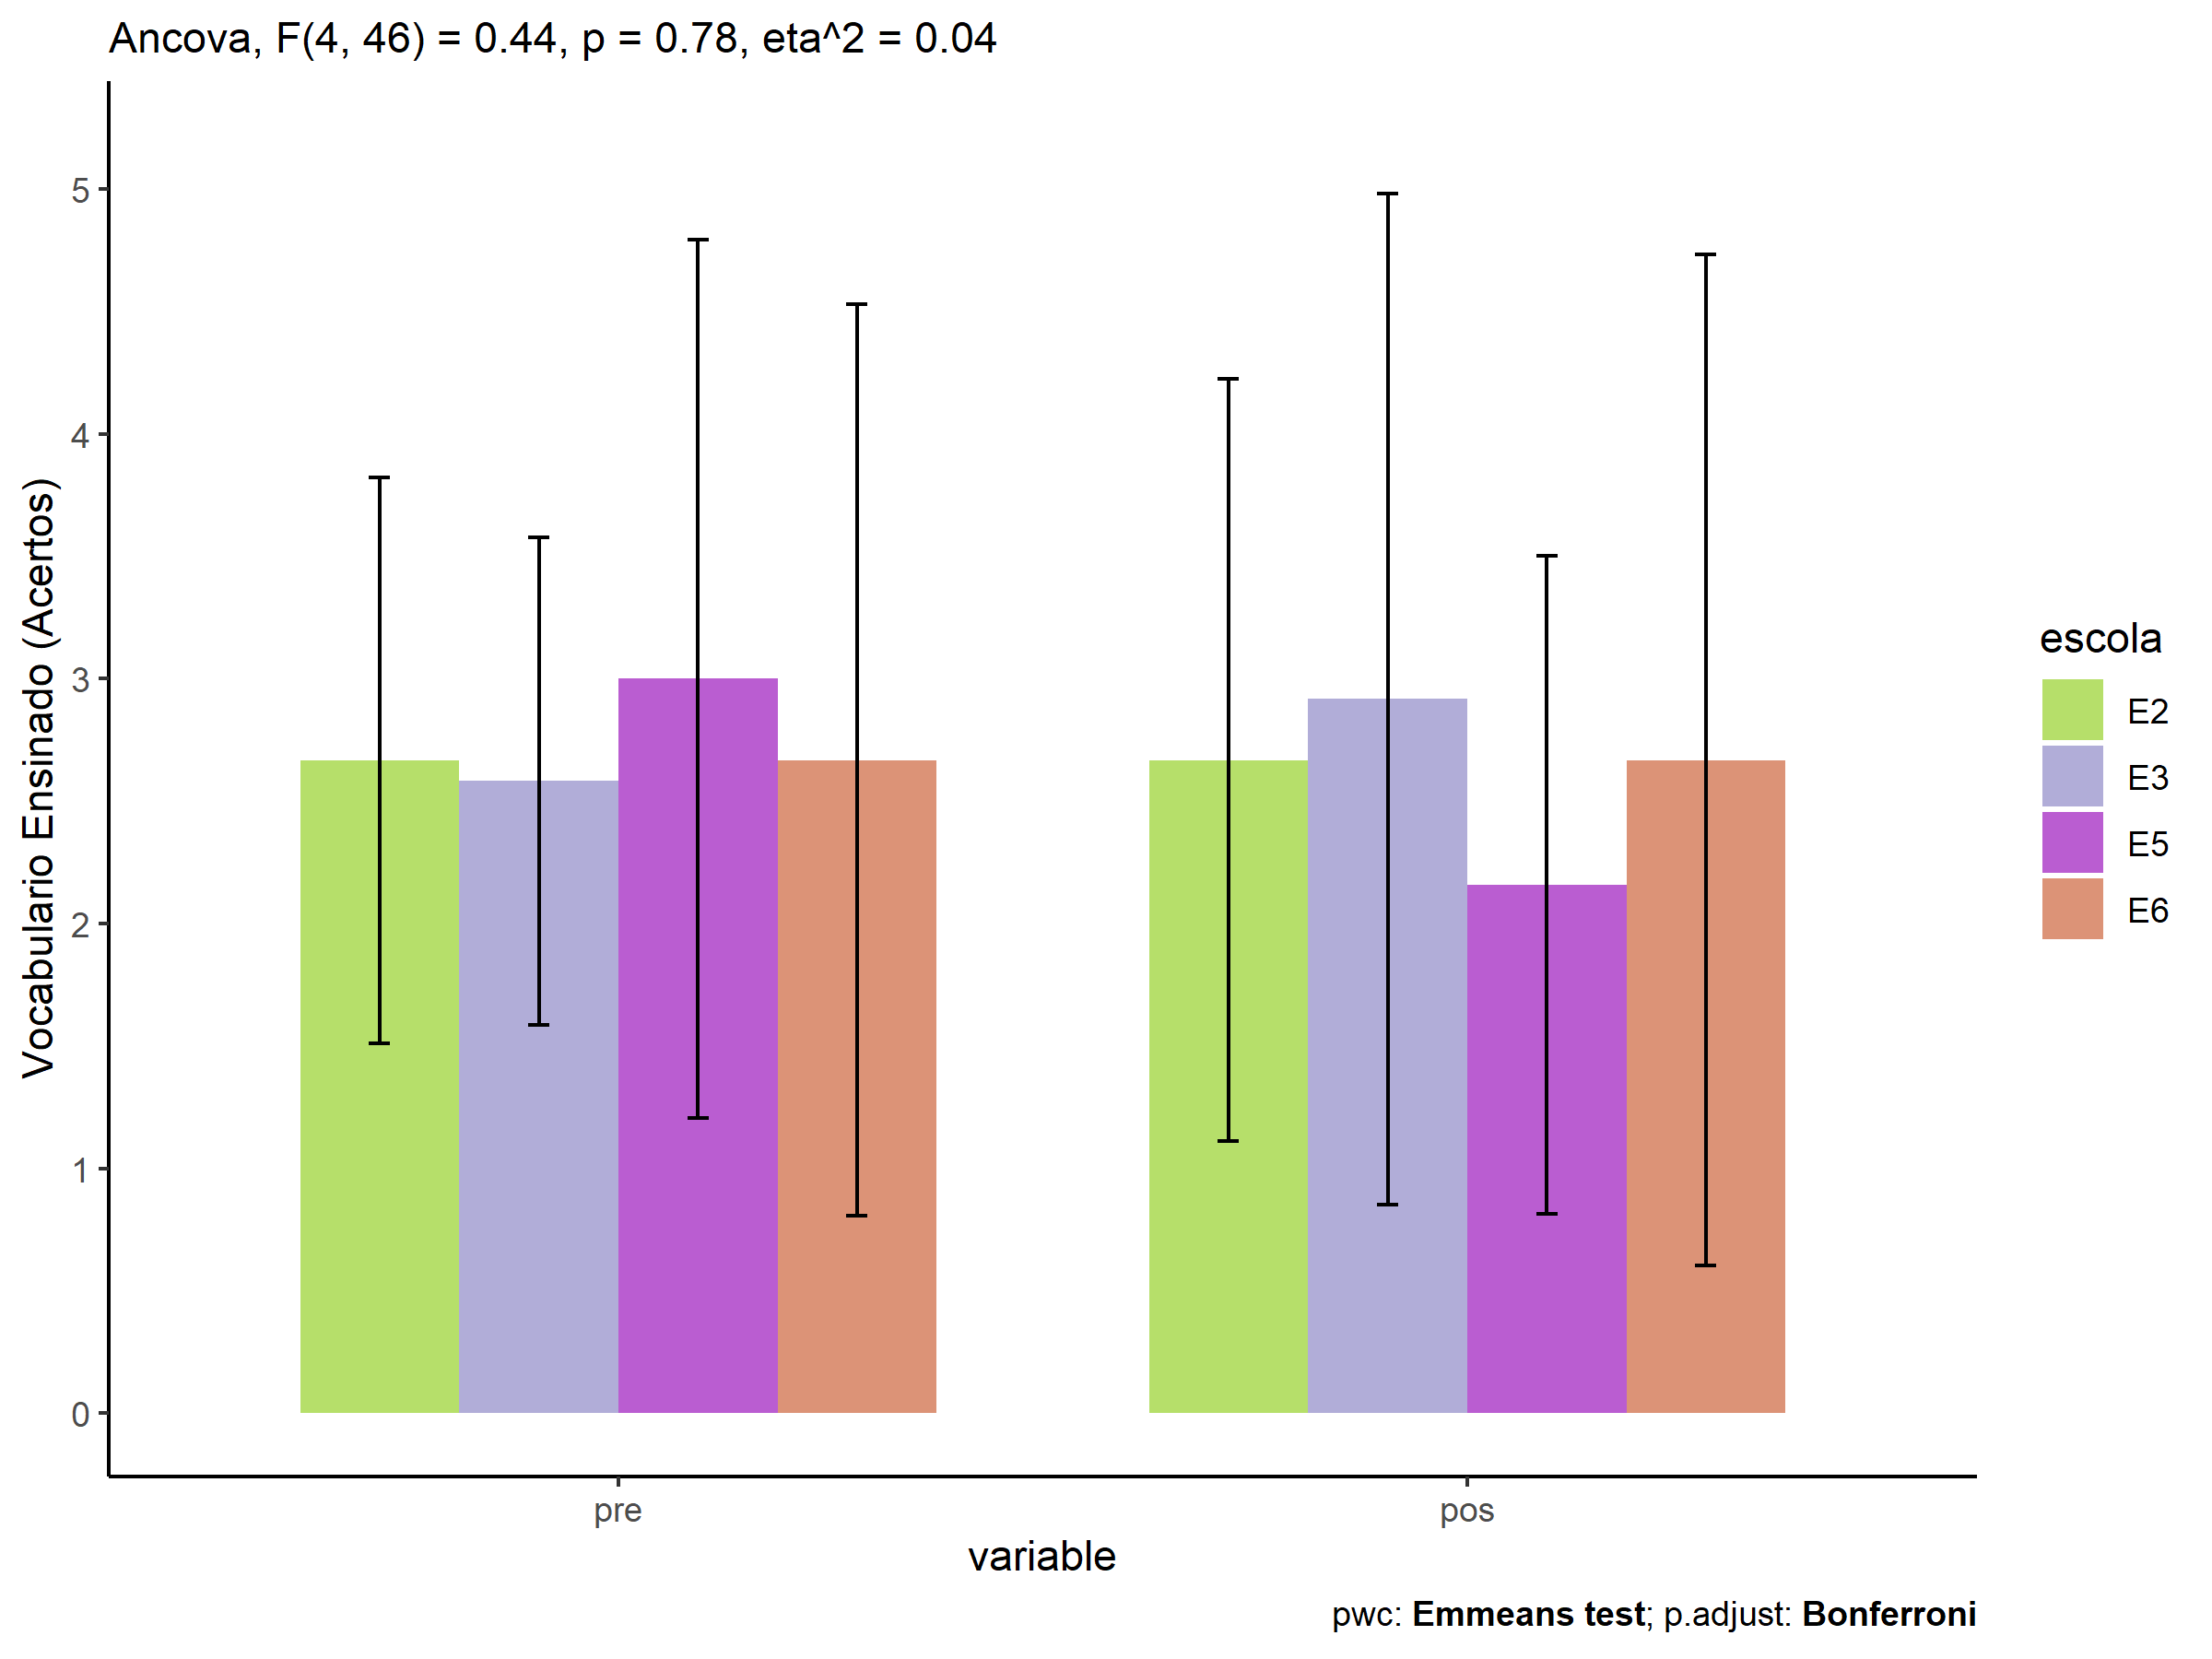 Ancova, F(4, 46) = 0.44, p = 0.78, eta^2 = 0.04
Vocabulario Ensinado (Acertos)
5
4
3
2
1
0
pre
pos
variable
escola
E2
E3
E5
E6
pwc: Emmeans test; p.adjust: Bonferroni